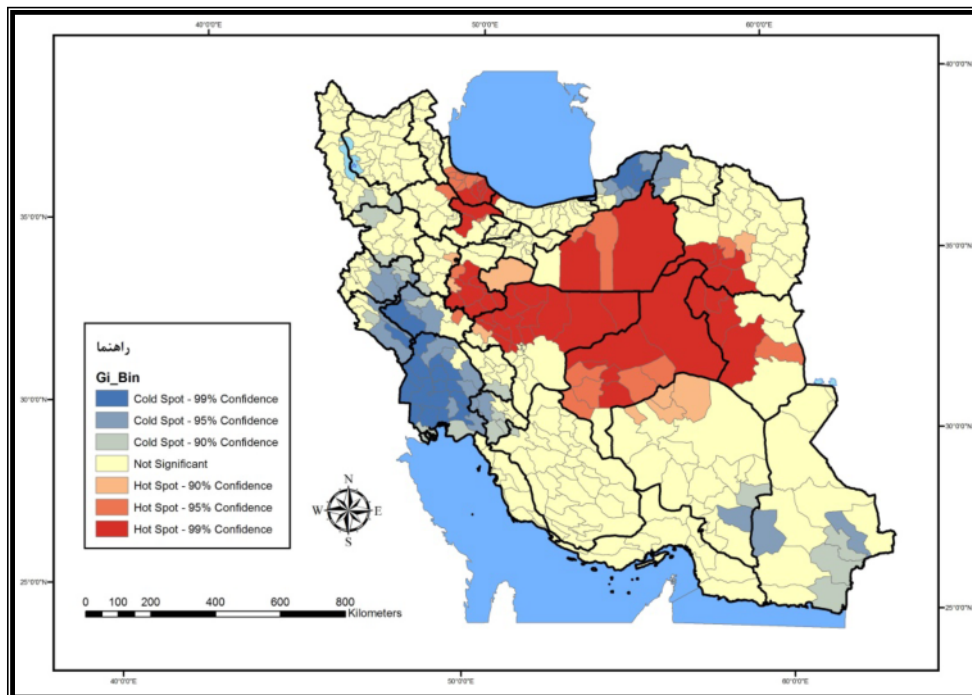 40°0'0"E 50°0'0"E 60°0'0"E
40°0'0"N
35°0'0"N 35°0'0"N
راهنما
Gi_Bin
Cold Spot - 99% Confidence
Cold Spot - 95% Confidence
Cold Spot - 90% Confidence
Not Significant
Hot Spot - 90% Confidence
Hot Spot - 95% Confidence
Hot Spot - 99% Confidence
30°0'0"N 30°0'0"N
N
W E
S
25°0'0"N 25°0'0"N
0 100 200 400 600 800
Kilometers
40°0'0"E 50°0'0"E 60°0'0"E